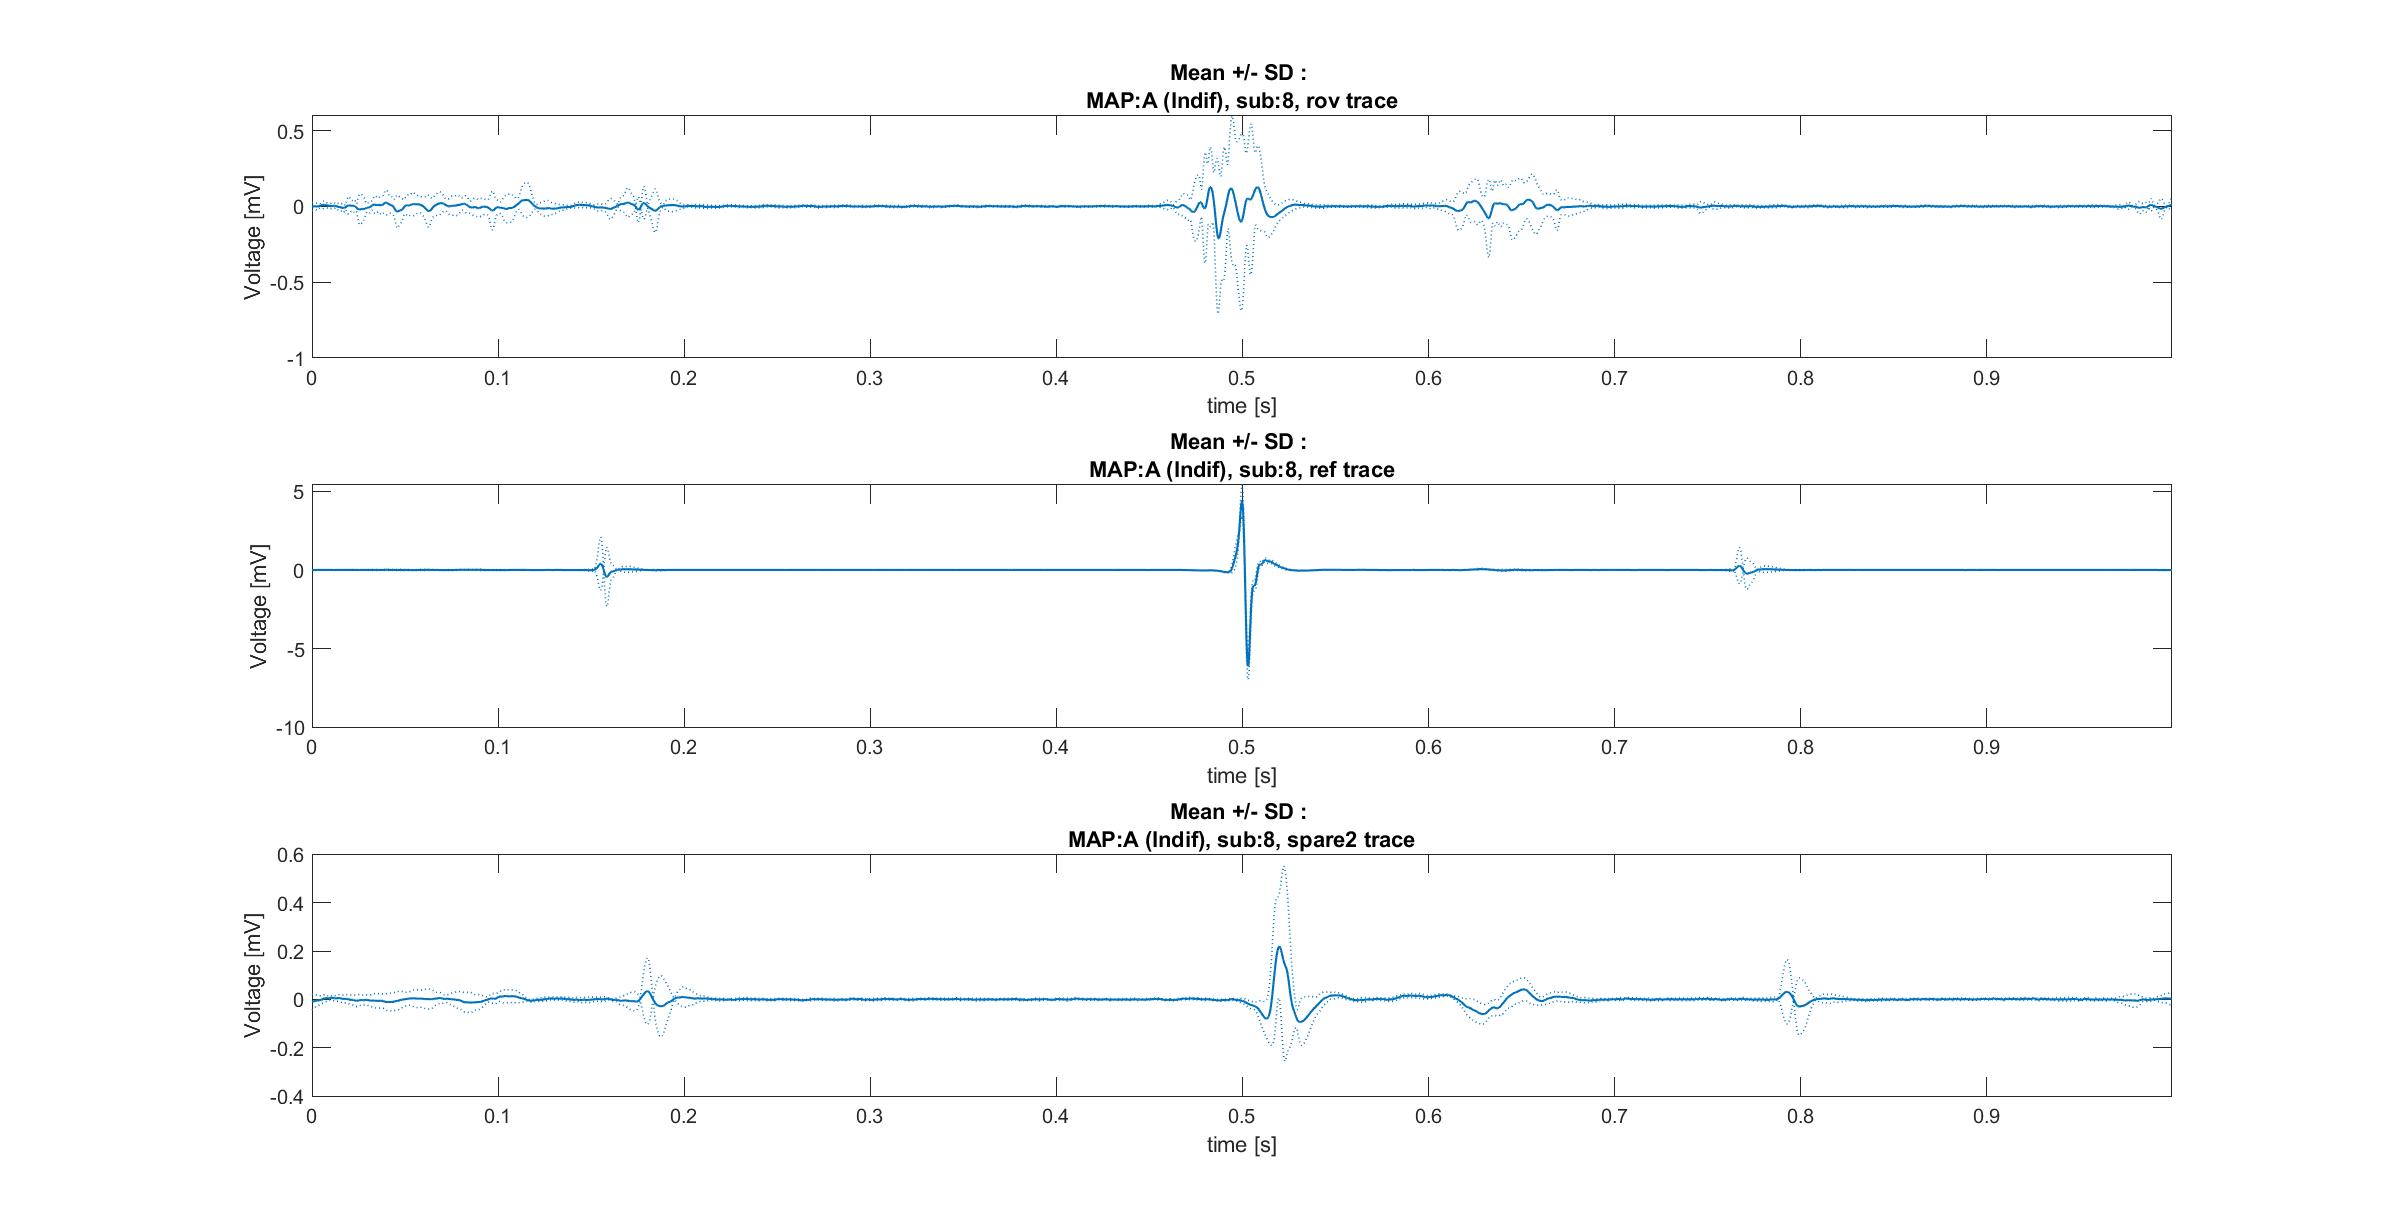 Mean +/- SD :
MAP:A (Indif), sub:8, rov trace
0.5
0
-0.5
-1
Voltage [mV]
0 0.1 0.2 0.3 0.4 0.5 0.6 0.7 0.8 0.9
time [s]
Mean +/- SD :
MAP:A (Indif), sub:8, ref trace
5
0
-5
-10
Voltage [mV]
0 0.1 0.2 0.3 0.4 0.5 0.6 0.7 0.8 0.9
time [s]
Mean +/- SD :
MAP:A (Indif), sub:8, spare2 trace
0.6
0.4
0.2
0
-0.2
-0.4
Voltage [mV]
0 0.1 0.2 0.3 0.4 0.5 0.6 0.7 0.8 0.9
time [s]